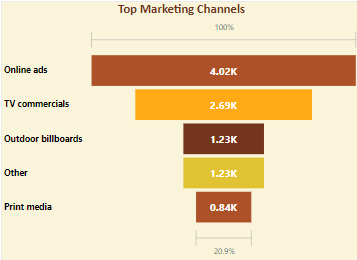 Top Marketing Channels
100%
Online ads 4.02K
TV commercials 2.69K
Outdoor billboards 1.23K
Other 1.23K
Print media 0.84K
20.9%